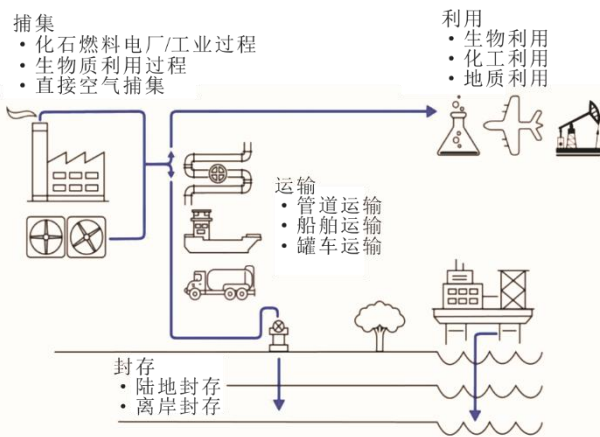 捕集
·化石燃料电厂/工业过程
·生物质利用过程
·直接空气捕集
利用
·生物利用
·化工利用
·地质利用
运输
·管道运输
·船舶运输
·罐车运输
封存
·陆地封存
·离岸封存